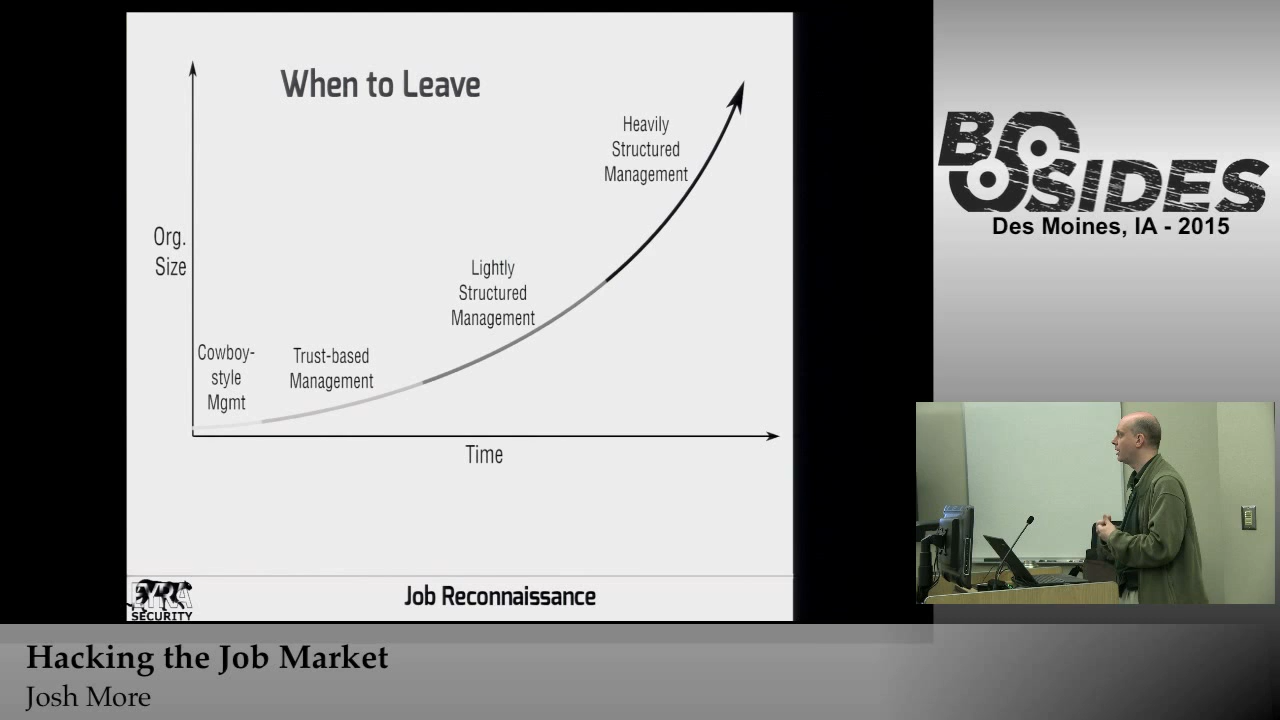 When to Leave
Heavily
Structured
Management
Org.
Size
Lightly
Structured
Management
Cowboy-
style
Mgmt
Trust-based
Management
Time
EYRA
SECURITY
Job Reconnaissance
BSIDES
Des Moines, IA - 2015
Hacking the Job Market
Josh More